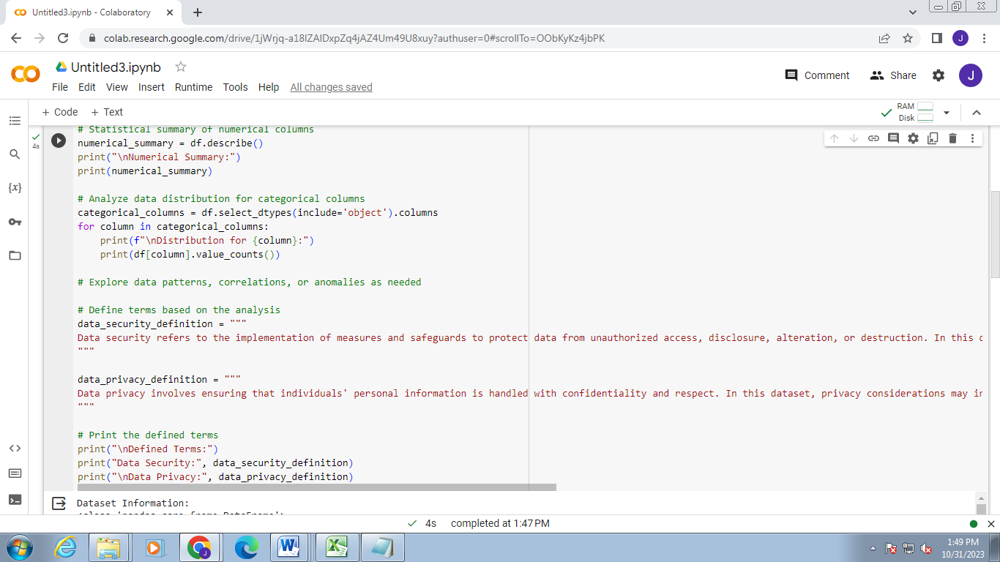 Untitled3.ipynb - Colaboratory
colab.research.google.com/drive/1jWrjq-a18lZAlDxpZq4jAZ4Um49U8xuy?authuser=0#scrollTo=OObKyKz4jbPK
J
Untitled3.ipynb
File Edit View Insert Runtime Tools Help All changes saved
Comment Share J
+ Code + Text
RAM
Disk
4s
{x}
# Statistical summary of numerical columns
numerical_summary = df.describe()
print("\nNumerical Summary:")
print(numerical_summary)
# Analyze data distribution for categorical columns
categorical_columns = df.select_dtypes(include='object').columns
for column in categorical_columns:
    print(f"\nDistribution for {column}:")
    print(df[column].value_counts())
# Explore data patterns, correlations, or anomalies as needed
# Define terms based on the analysis
data_security_definition = """
Data security refers to the implementation of measures and safeguards to protect data from unauthorized access, disclosure, alteration, or destruction. In this
"""
data_privacy_definition = """
Data privacy involves ensuring that individuals' personal information is handled with confidentiality and respect. In this dataset, privacy considerations may
"""
# Print the defined terms
print("\nDefined Terms:")
print("Data Security:", data_security_definition)
print("\nData Privacy:", data_privacy_definition)
Dataset Information:
4s completed at 1:47 PM
1:49 PM
10/31/2023